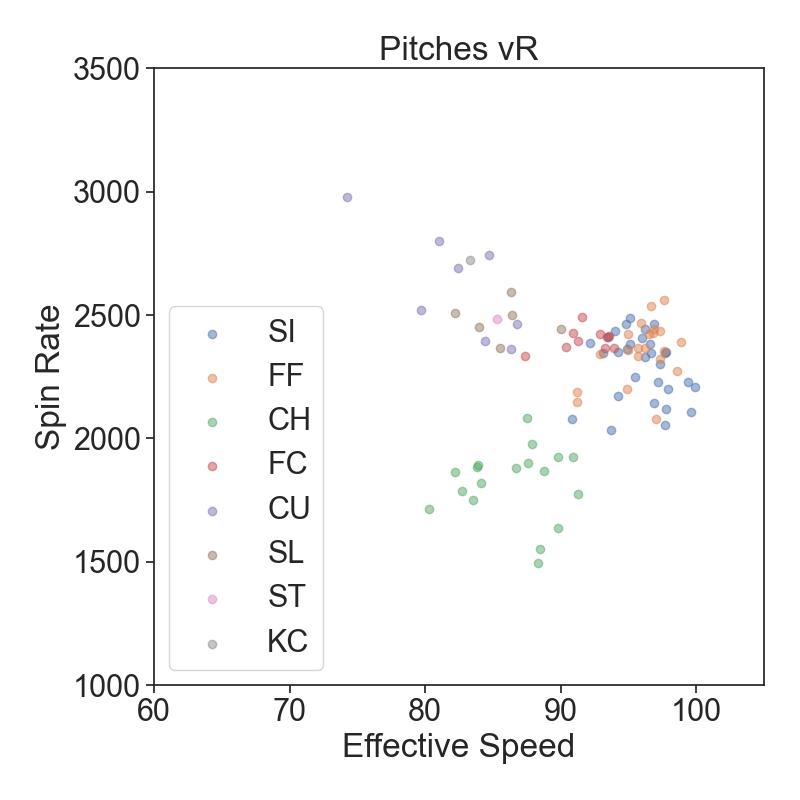 Pitches vR
3500
3000
2500
2000
1500
1000
Spin Rate
SI
FF
CH
FC
CU
SL
ST
KC
60 70 80 90 100
Effective Speed